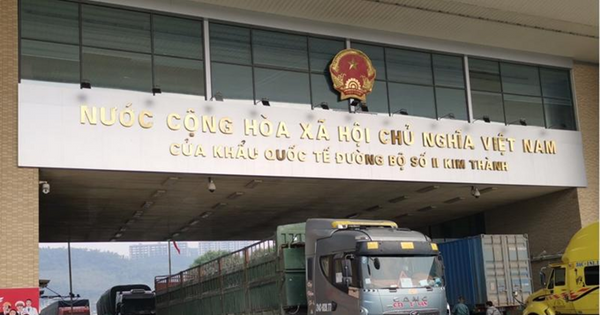 NƯỚC CỘNG HÒA XÃ HỘI CHỦ NGHĨA VIỆT NAM
CỬA KHẨU QUỐC TẾ ĐƯỜNG BỘ SỐ II KIM THÀNH